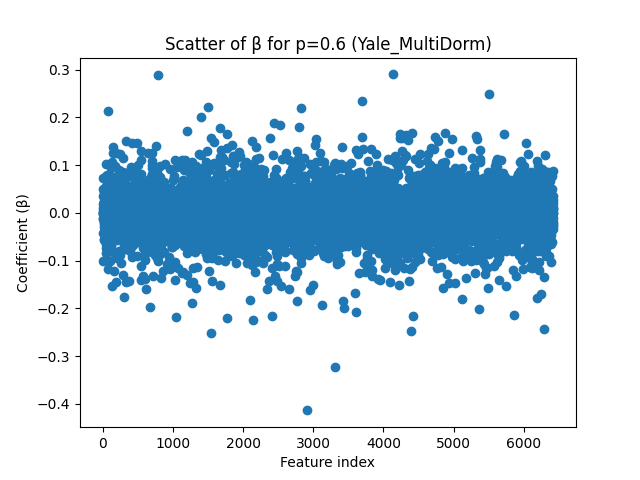 Scatter of β for p=0.6 (Yale_MultiDorm)
0.3
0.2
0.1
0.0
−0.1
−0.2
−0.3
−0.4
Coefficient (β)
0 1000 2000 3000 4000 5000 6000
Feature index